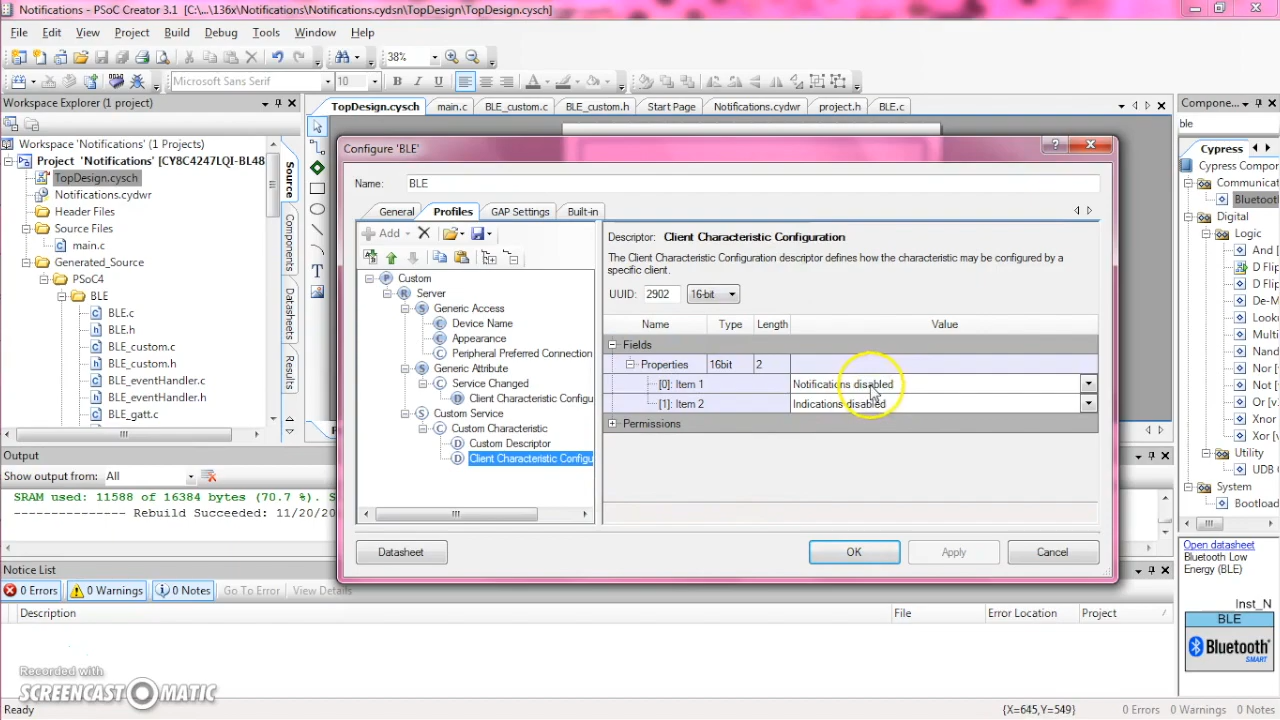 Notifications - PSoC Creator 3.1 [C:\...\136x\Notifications\Notifications.cydsn\TopDesign\TopDesign.cysch]
File Edit View Project Build Debug Tools Window Help
38%
Microsoft Sans Serif 10 B I U A
Workspace Explorer (1 project)
TopDesign.cysch main.c BLE_custom.c BLE_custom.h Start Page Notifications.cydwr project.h BLE.c
Compone...
ble
Workspace 'Notifications' (1 Projects)
Project 'Notifications' [CY8C4247LQI-BL48
TopDesign.cysch
Notifications.cydwr
Header Files
Source Files
main.c
Generated_Source
PSoC4
BLE
BLE.c
BLE.h
BLE_custom.c
BLE_custom.h
BLE_eventHandler.c
BLE_eventHandler.h
BLE_gatt.c
Source
Components
Datasheets
Results
Configure 'BLE'
Name: BLE
General Profiles GAP Settings Built-in
Add
Custom
Server
Generic Access
Device Name
Appearance
Peripheral Preferred Connection
Generic Attribute
Service Changed
Client Characteristic Configu
Custom Service
Custom Characteristic
Custom Descriptor
Client Characteristic Configu
Descriptor: Client Characteristic Configuration
The Client Characteristic Configuration descriptor defines how the characteristic may be configured by a
specific client.
UUID: 2902 16-bit
Name Type Length Value
Fields
Properties 16bit 2
[0]: Item 1 Notifications disabled
[1]: Item 2 Indications disabled
Permissions
Datasheet OK Apply Cancel
Cypress
Cypress Compon
Communicat
Bluetoot
Digital
Logic
And [
D Flip
D Flip
De-M
Looku
Multi
Nand
Nor [
Not [
Or [v.
Xnor
Xor [v
Utility
UDB C
System
Bootload
Open datasheet
Bluetooth Low
Energy (BLE)
Inst_N
BLE
Bluetooth
SMART
Output
Show output from: All
SRAM used: 11588 of 16384 bytes (70.7 %). S
--------------- Rebuild Succeeded: 11/20/20
Notice List
0 Errors 0 Warnings 0 Notes Go To Error View Details
Description File Error Location Project
Recorded with
SCREENCAST-O-MATIC
Ready {X=645,Y=549} 0 Errors 0 Warnings 0 Notes